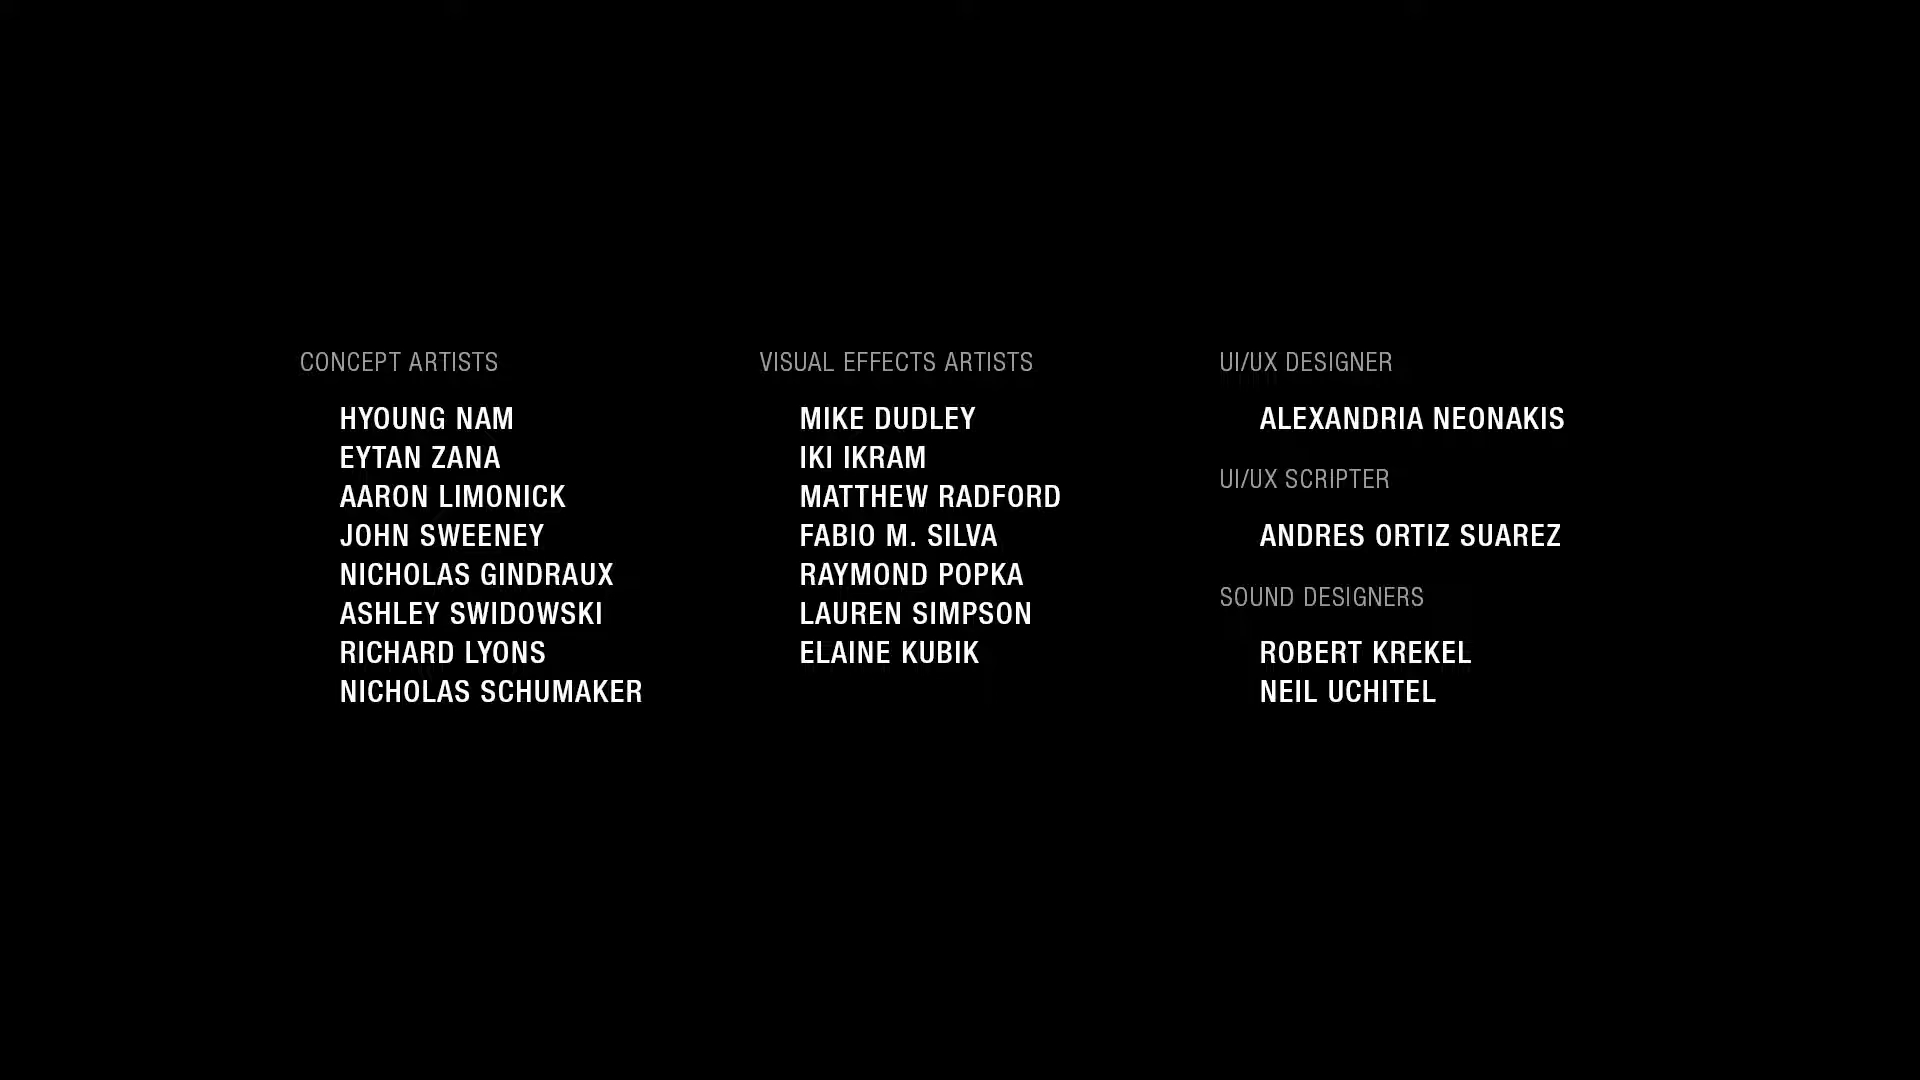 CONCEPT ARTISTS
HYOUNG NAM
EYTAN ZANA
AARON LIMONICK
JOHN SWEENEY
NICHOLAS GINDRAUX
ASHLEY SWIDOWSKI
RICHARD LYONS
NICHOLAS SCHUMAKER
VISUAL EFFECTS ARTISTS
MIKE DUDLEY
IKI IKRAM
MATTHEW RADFORD
FABIO M. SILVA
RAYMOND POPKA
LAUREN SIMPSON
ELAINE KUBIK
UI/UX DESIGNER
ALEXANDRIA NEONAKIS
UI/UX SCRIPTER
ANDRES ORTIZ SUAREZ
SOUND DESIGNERS
ROBERT KREKEL
NEIL UCHITEL